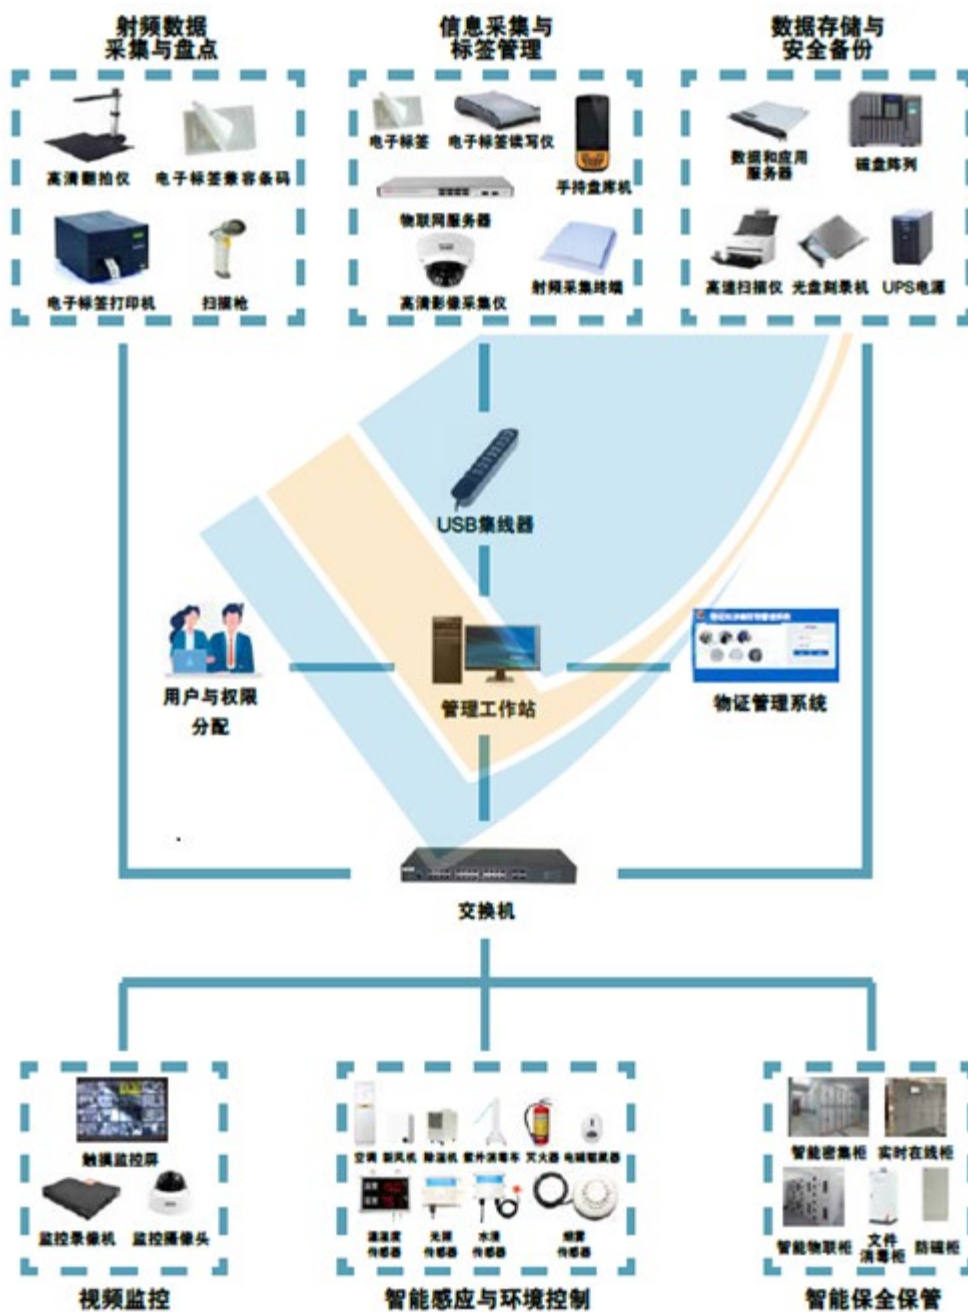 射频数据
采集与盘点
信息采集与
标签管理
数据存储与
安全备份
高清翻拍仪
电子标签兼容条码
电子标签打印机
扫描枪
电子标签
电子标签读写仪
手持盘库机
物联网服务器
高清影像采集仪
射频采集终端
数据和应用
服务器
磁盘阵列
高速扫描仪
光盘刻录机
UPS电源
USB集线器
用户与权限
分配
管理工作站
物证管理系统
交换机
触摸监控屏
监控录像机
监控摄像头
视频监控
空调
新风机
除湿机
紫外消毒车
灭火器
电磁驱鼠器
温湿度
传感器
光照
传感器
水浸
传感器
烟雾
传感器
智能感应与环境控制
智能密集柜
实时在线柜
智能物联柜
文件
消毒柜
防磁柜
智能保全保管